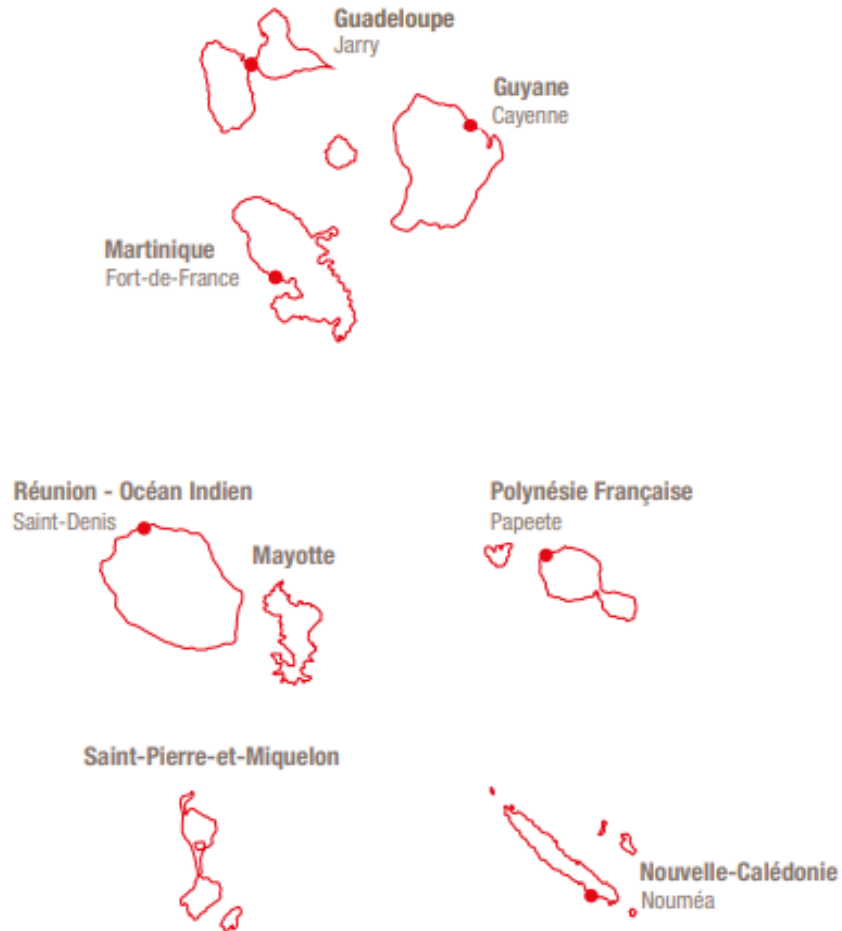 Guadeloupe
Jarry
Guyane
Cayenne
Martinique
Fort-de-France
Réunion - Océan Indien
Saint-Denis
Mayotte
Polynésie Française
Papeete
Saint-Pierre-et-Miquelon
Nouvelle-Calédonie
Nouméa